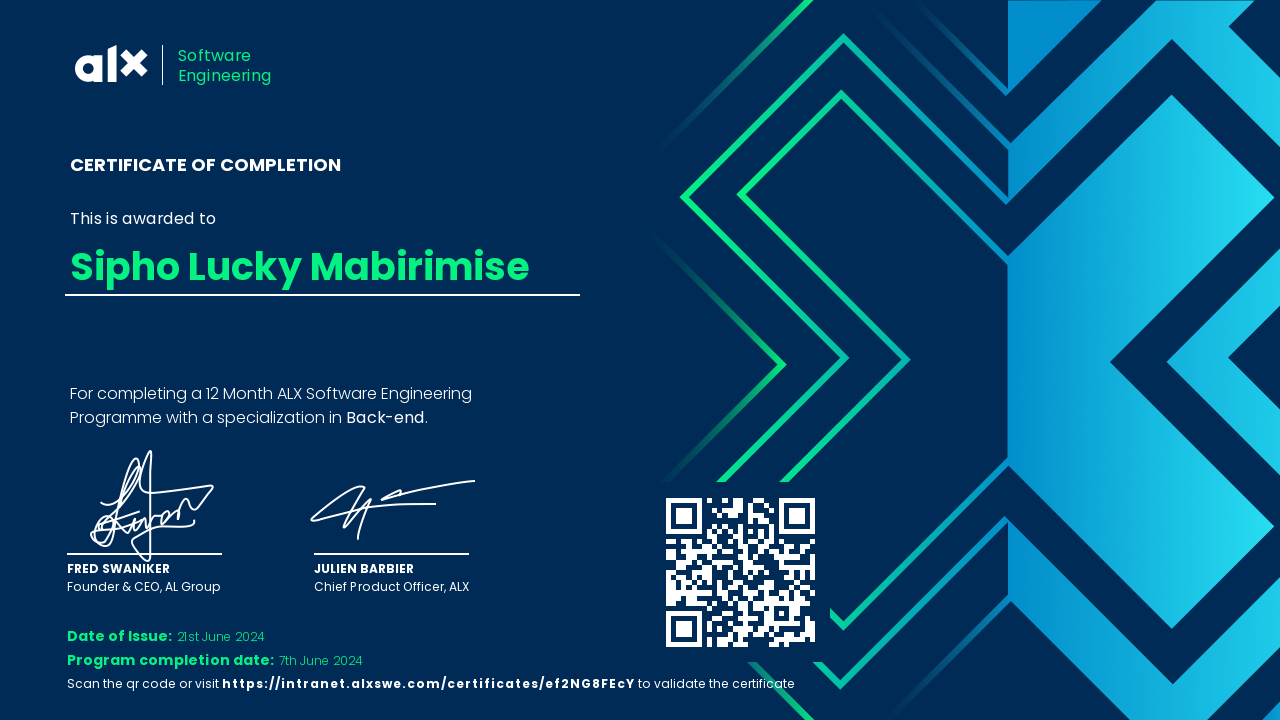 alx
Software
Engineering
CERTIFICATE OF COMPLETION
This is awarded to
Sipho Lucky Mabirimise
For completing a 12 Month ALX Software Engineering
Programme with a specialization in Back-end.
FRED SWANIKER
Founder & CEO, AL Group
JULIEN BARBIER
Chief Product Officer, ALX
Date of Issue: 21st June 2024
Program completion date: 7th June 2024
Scan the qr code or visit https://intranet.alxswe.com/certificates/ef2NG8FEcY to validate the certificate